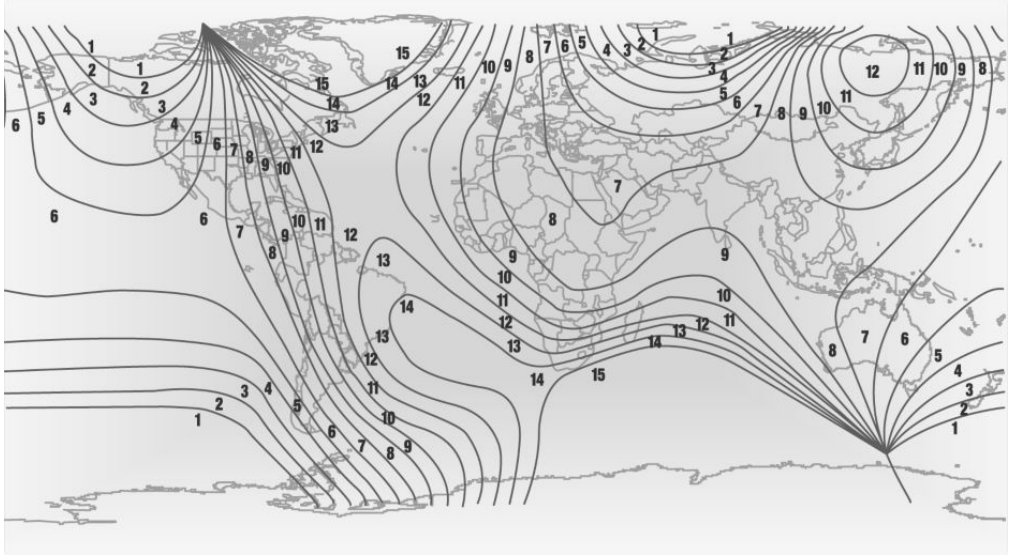 1 15 8 7 6 5 4 3 2 1 1
2 1 15 14 13 11 10 9 2 12 11 10 9 8
4 3 2 14 12 3 4
6 5 3 4 13 5 6 7 8 9 10 11
5 6 7 8 9 10 11 12
7
6 6 7 8 9 10 11 12 8
13 9 9
10 10
14 11 12 13 12 11
13 12 13 14 8 7 6 5
14 15 4
4 3 2 1 5 11 10 3 2 1
6 7 8 9